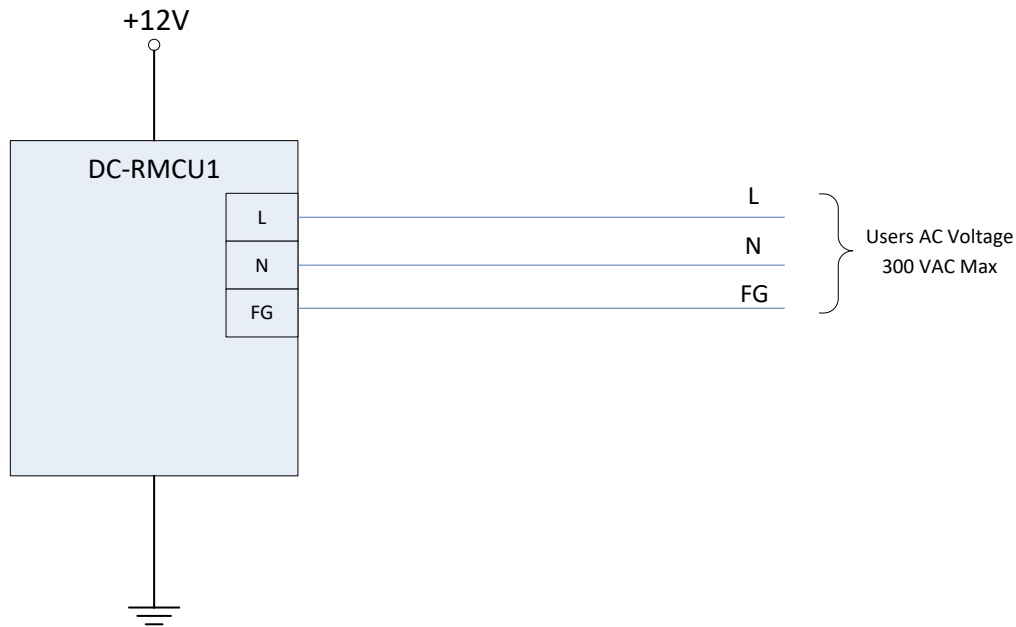 +12V
DC-RMCU1
L
N
FG
L
N
FG
Users AC Voltage
300 VAC Max